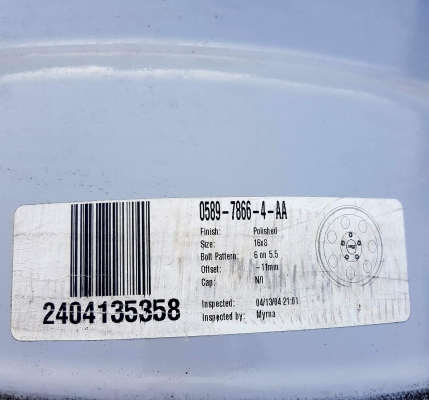 0589-7866-4-AA
Finish: Polished
Size: 16x8
Bolt Pattern: 6 on 5.5
Offset: -11mm
Cap: N/I
Inspected: 04/13/04 21:01
Inspected by: Myrna
2404135358